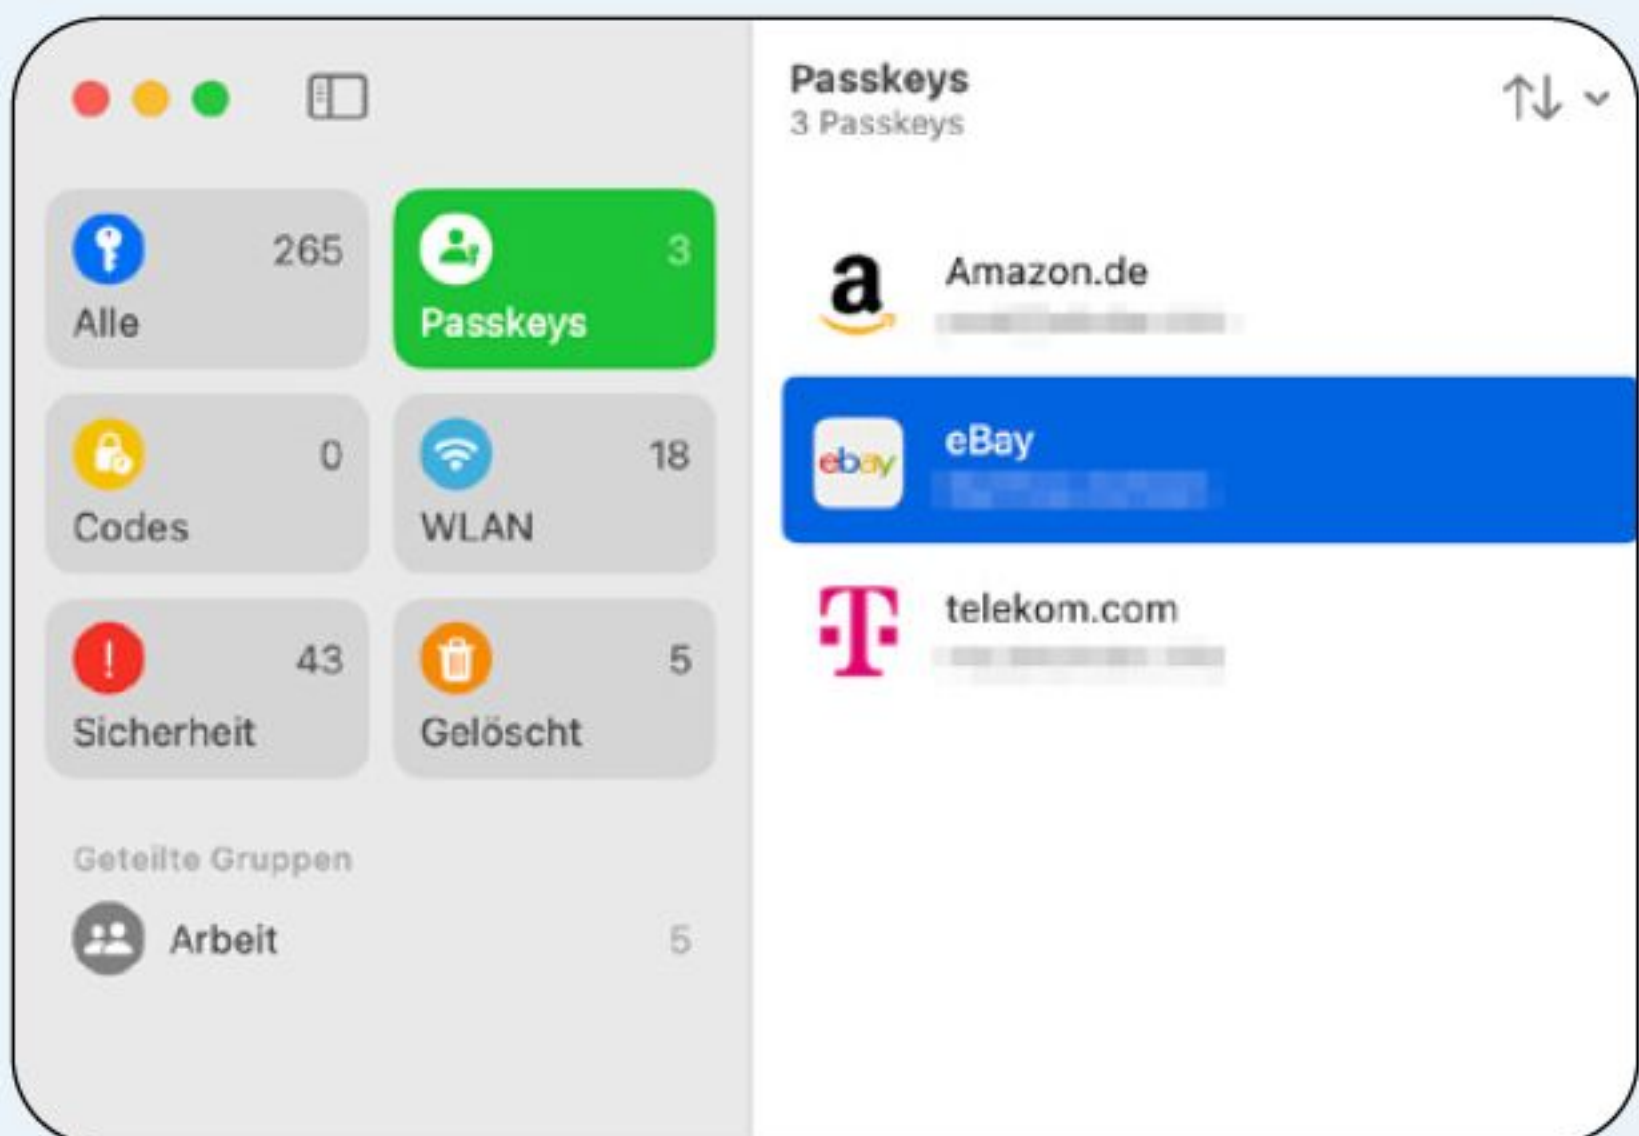 Passkeys
3 Passkeys
265
Alle
3
Passkeys
0
Codes
18
WLAN
43
Sicherheit
5
Gelöscht
Geteilte Gruppen
Arbeit 5
a
Amazon.de
ebay
eBay
T
telekom.com